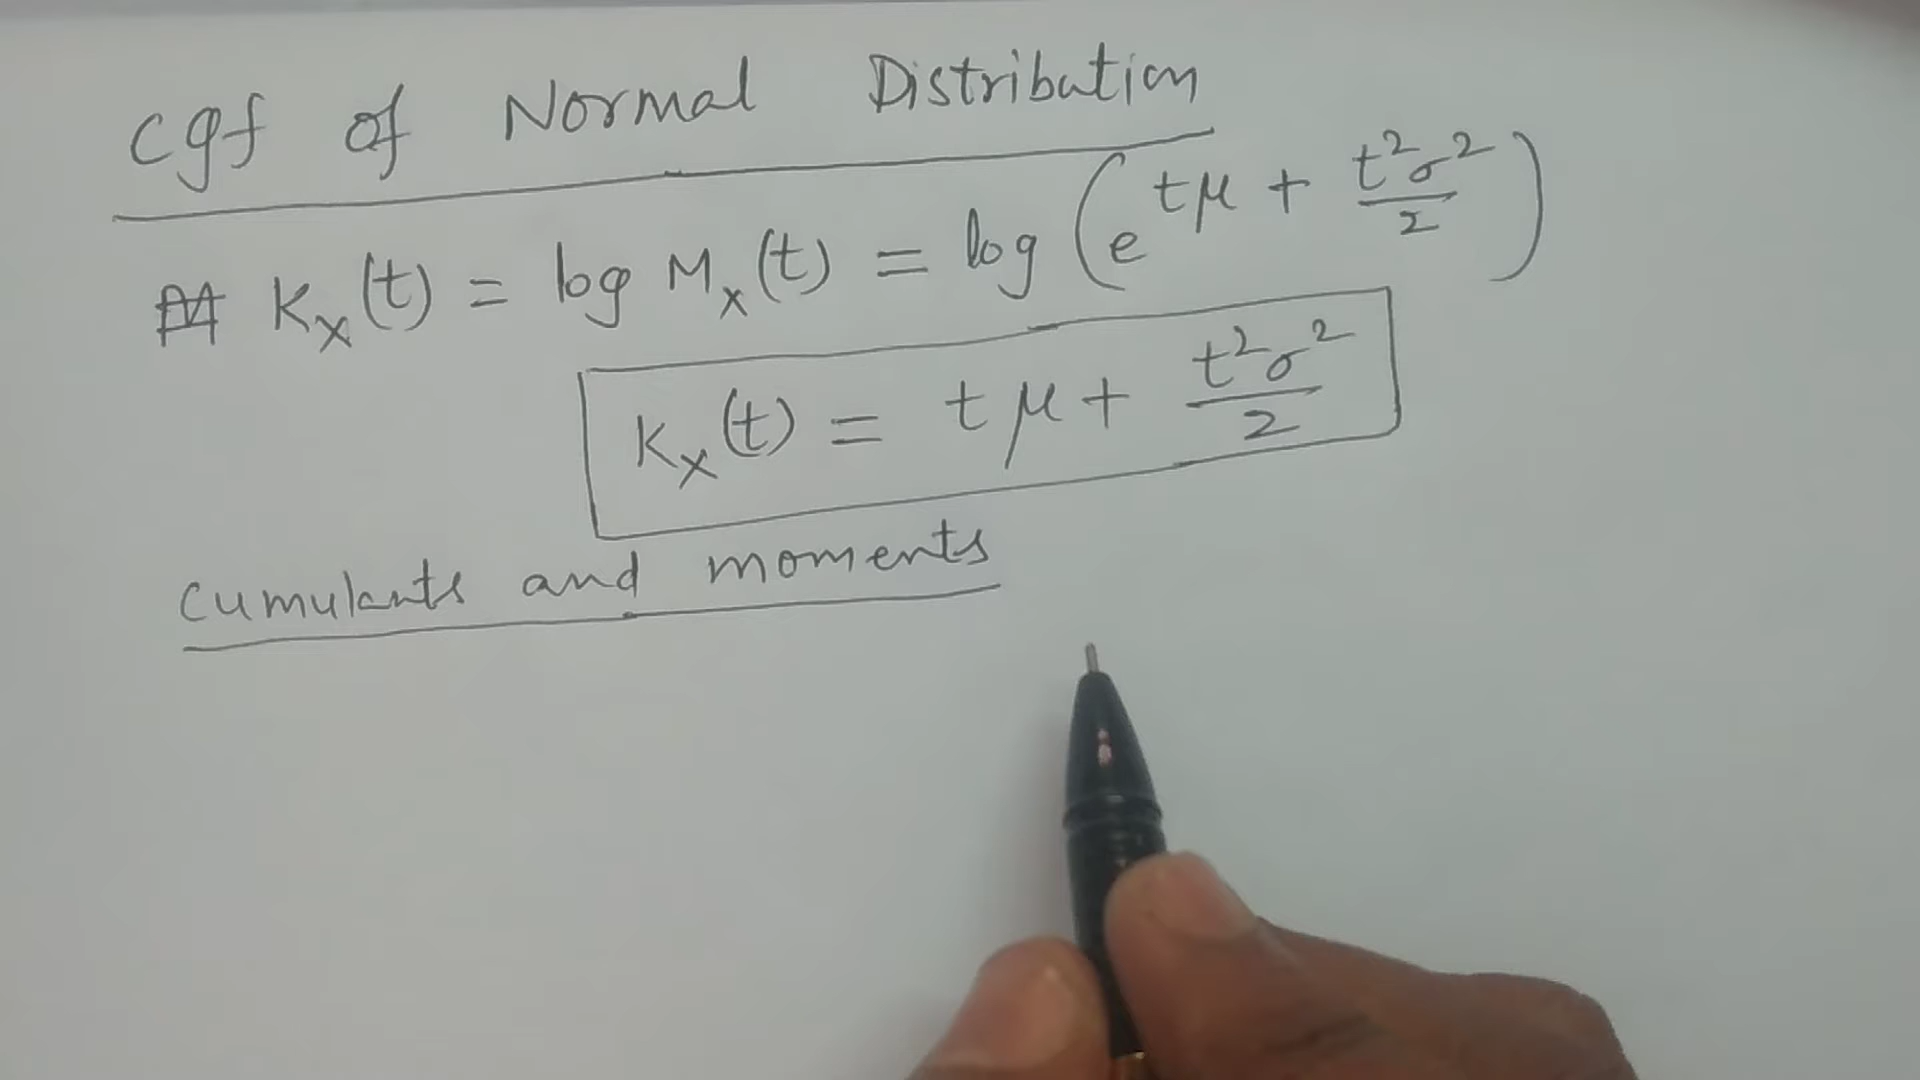 cgf of Normal Distribution
K_X(t) = log M_X(t) = log (e^{tμ + t²σ²/2})
K_X(t) = tμ + t²σ²/2
cumulants and moments